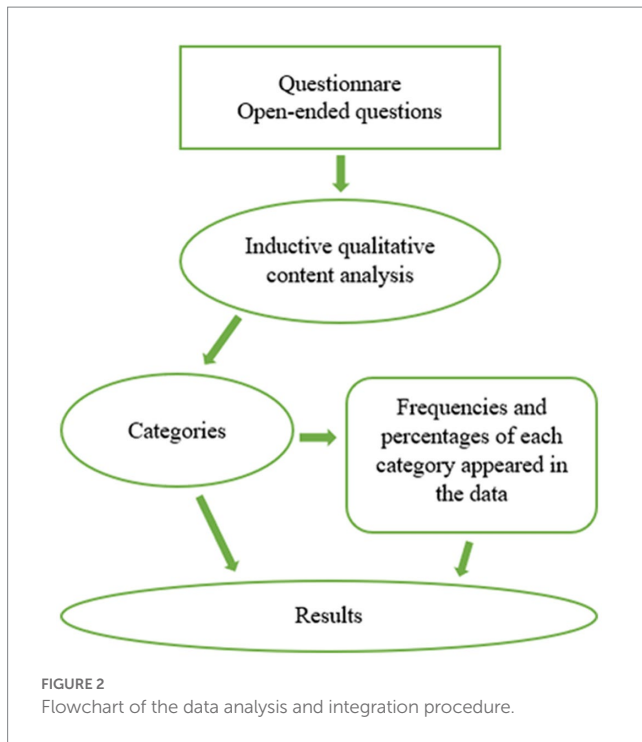 Questionnare
Open-ended questions
Inductive qualitative
content analysis
Categories
Frequencies and
percentages of each
category appeared in
the data
Results
FIGURE 2
Flowchart of the data analysis and integration procedure.